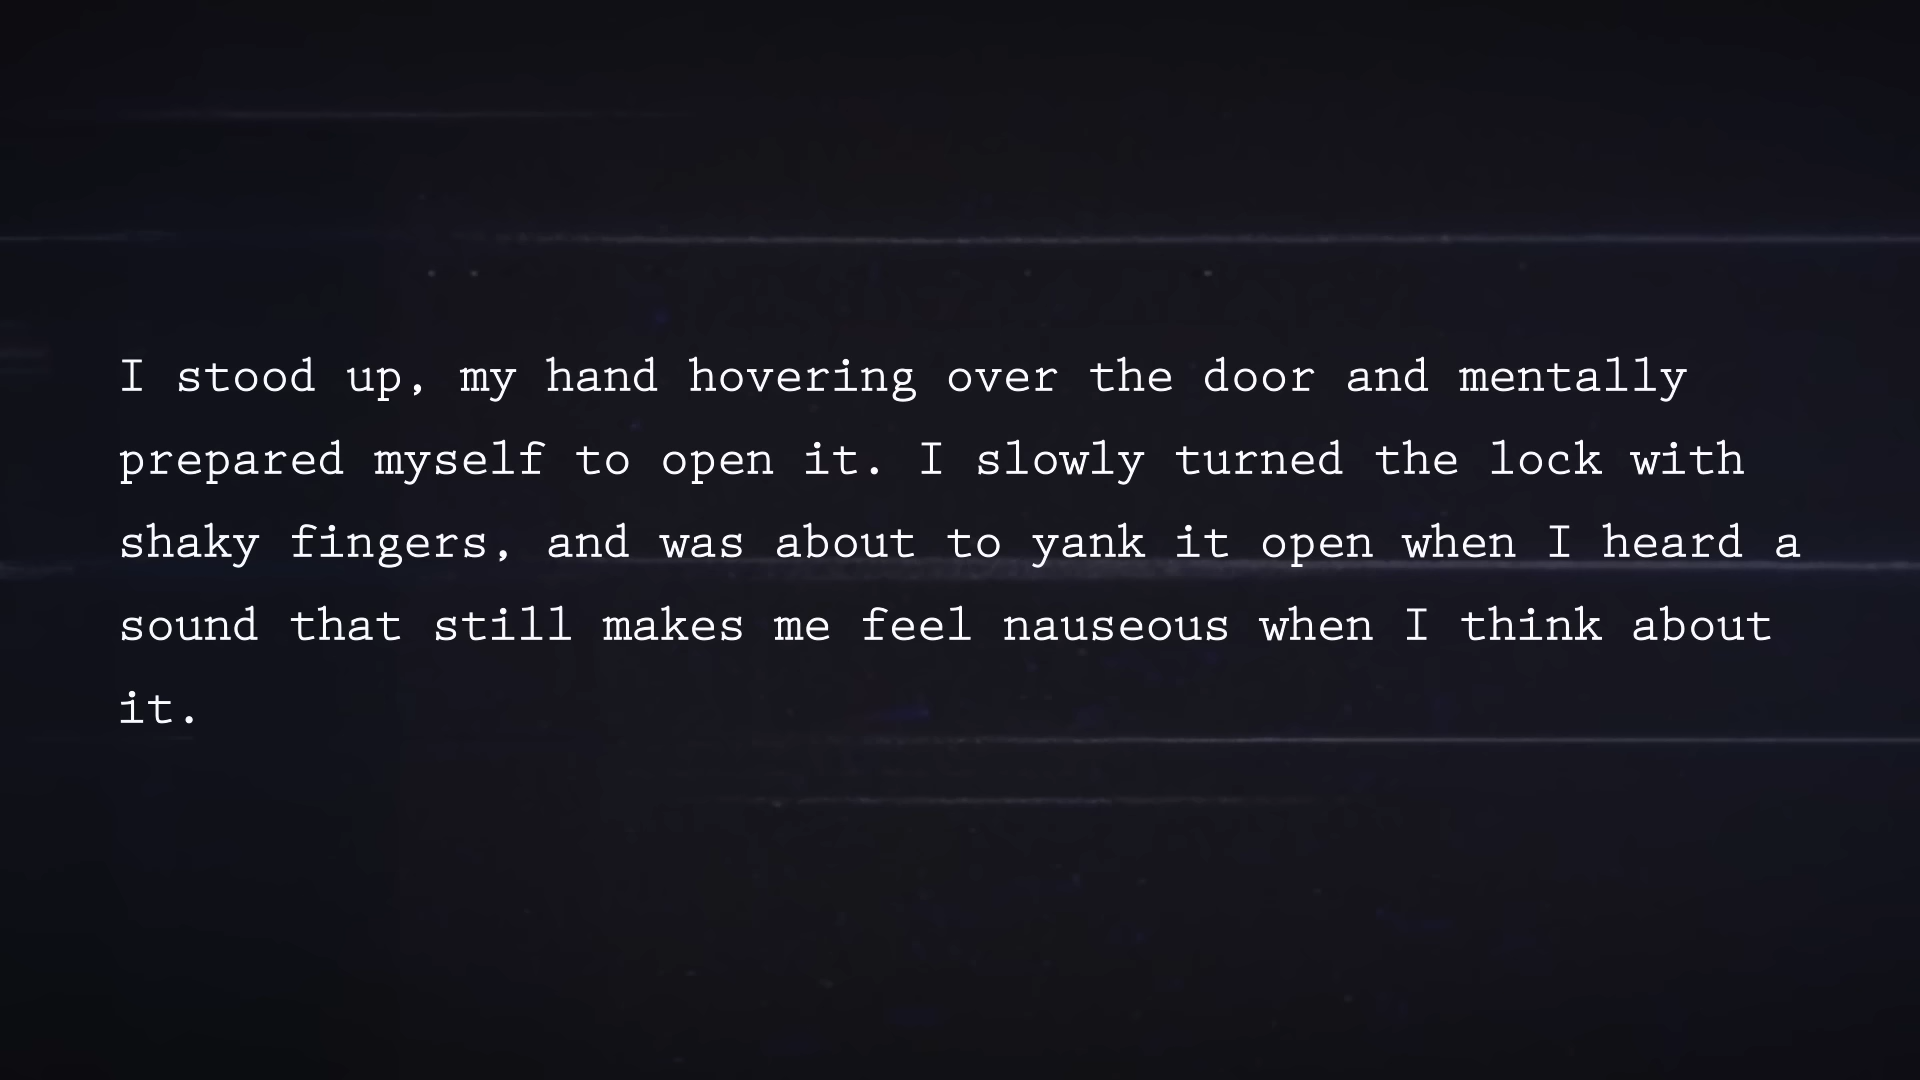 I stood up, my hand hovering over the door and mentally
prepared myself to open it. I slowly turned the lock with
shaky fingers, and was about to yank it open when I heard a
sound that still makes me feel nauseous when I think about
it.